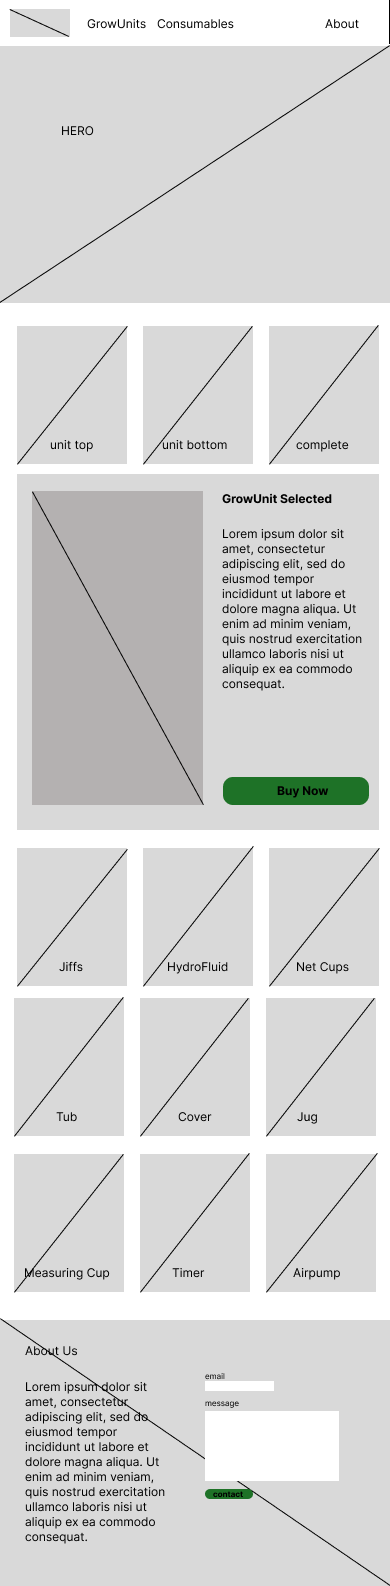 GrowUnits Consumables About
HERO
unit top
unit bottom
complete
GrowUnit Selected
Lorem ipsum dolor sit
amet, consectetur
adipiscing elit, sed do
eiusmod tempor
incididunt ut labore et
dolore magna aliqua. Ut
enim ad minim veniam,
quis nostrud exercitation
ullamco laboris nisi ut
aliquip ex ea commodo
consequat.
Buy Now
Jiffs
HydroFluid
Net Cups
Tub
Cover
Jug
Measuring Cup
Timer
Airpump
About Us
Lorem ipsum dolor sit
amet, consectetur
adipiscing elit, sed do
eiusmod tempor
incididunt ut labore et
dolore magna aliqua. Ut
enim ad minim veniam,
quis nostrud exercitation
ullamco laboris nisi ut
aliquip ex ea commodo
consequat.
email
message
contact